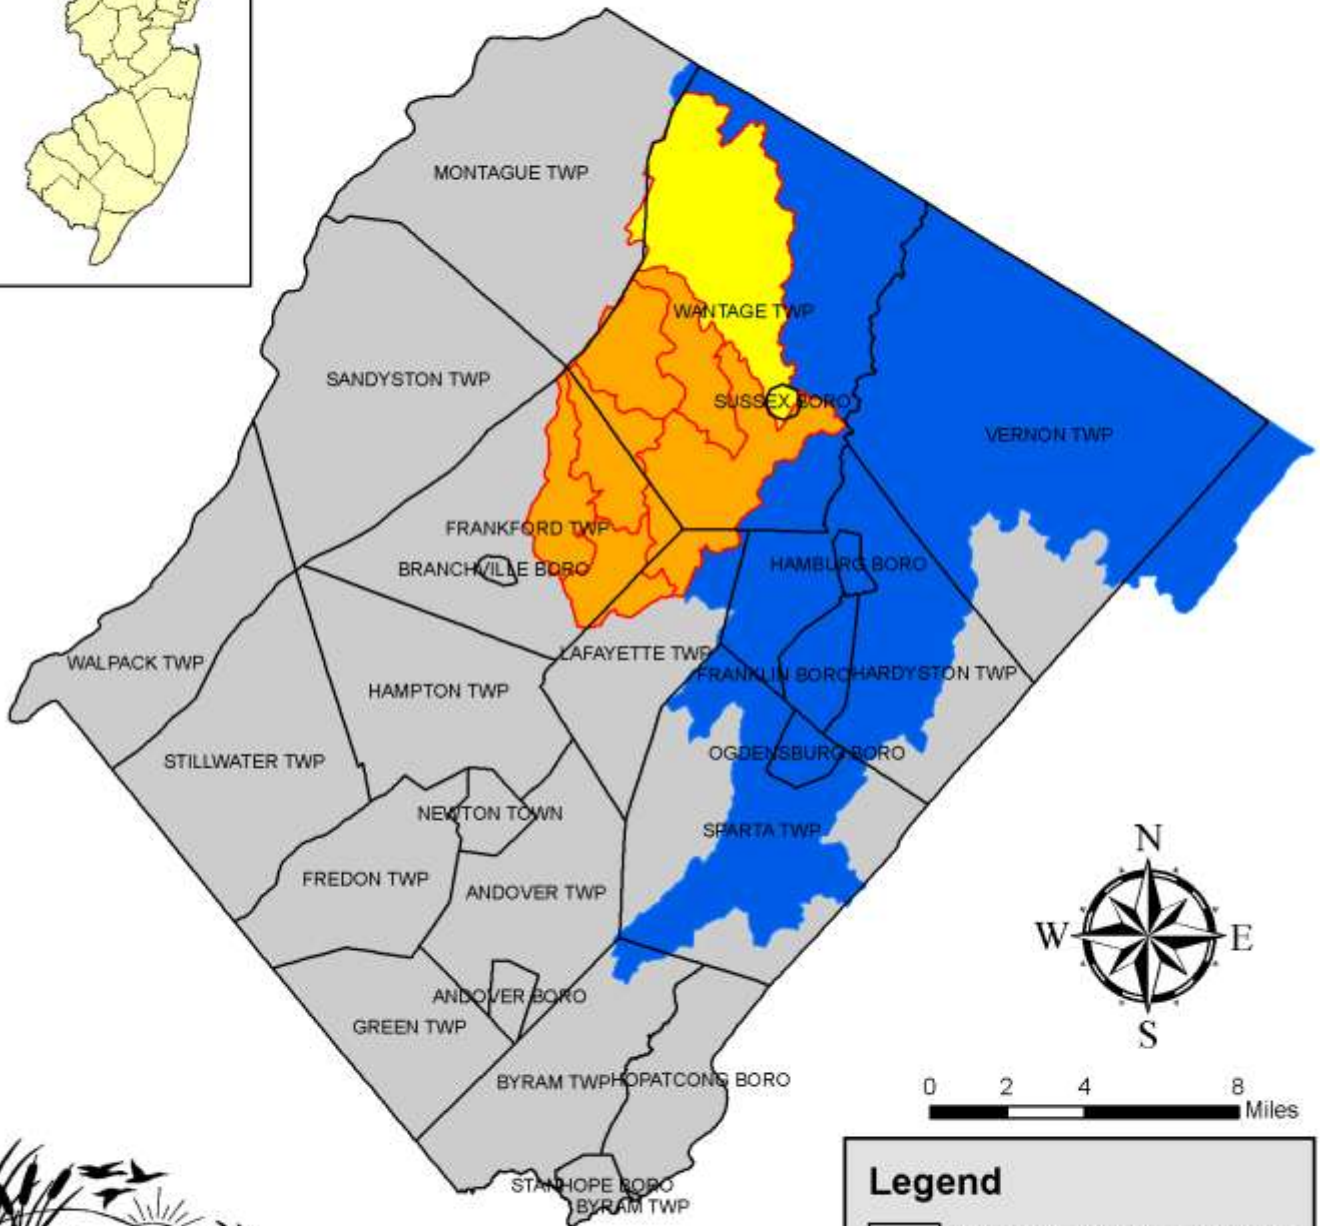 MONTAGUE TWP
WANTAGE TWP
SANDYSTON TWP
SUSSEX BORO
VERNON TWP
FRANKFORD TWP
BRANCHVILLE BORO
HAMBURG BORO
LAFAYETTE TWP
WALPACK TWP
HAMPTON TWP
FRANKLIN BORO
HARDYSTON TWP
STILLWATER TWP
OGDENSBURG BORO
NEWTON TOWN
SPARTA TWP
FREDON TWP
ANDOVER TWP
N
W
E
S
ANDOVER BORO
GREEN TWP
BYRAM TWP
HOPATCONG BORO
0 2 4 8
Miles
Legend
STANHOPE BORO
BYRAM TWP